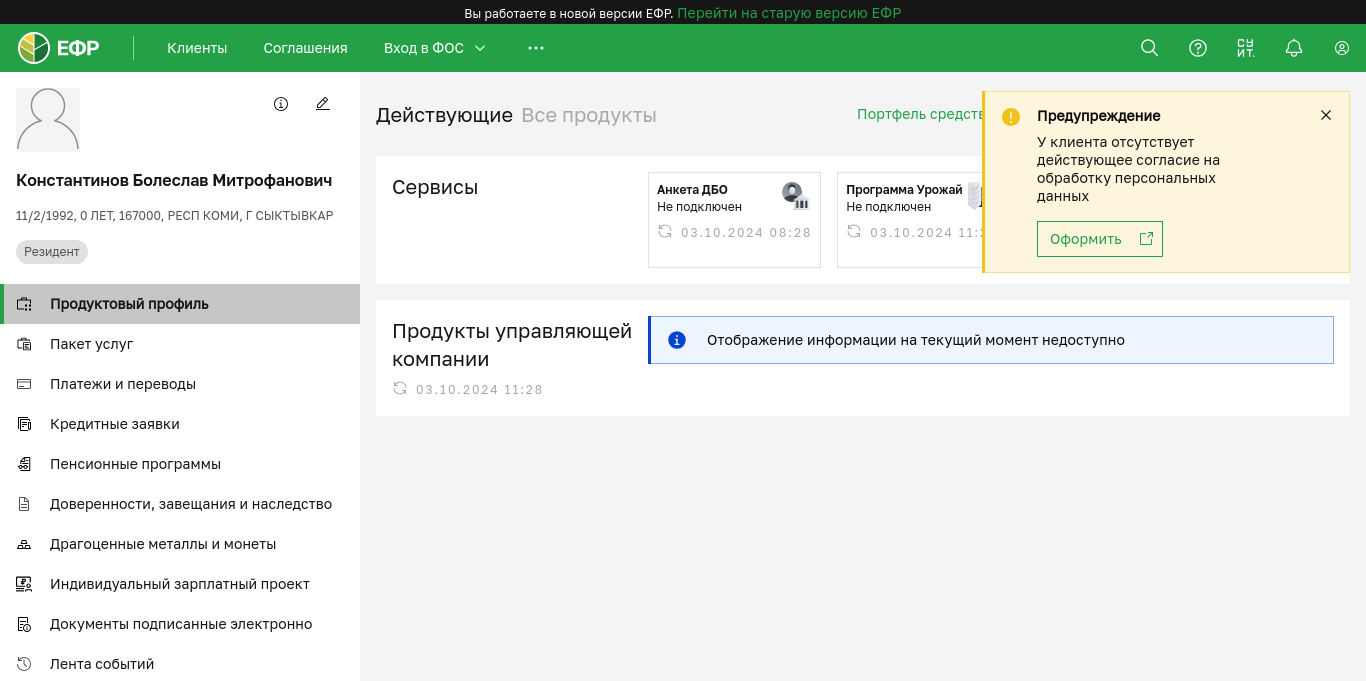 Вы работаете в новой версии ЕФР. Перейти на старую версию ЕФР
ЕФР
Клиенты
Соглашения
Вход в ФОС
СУ
ИТ.
Константинов Болеслав Митрофанович
11/2/1992, 0 ЛЕТ, 167000, РЕСП КОМИ, Г СЫКТЫВКАР
Резидент
Продуктовый профиль
Пакет услуг
Платежи и переводы
Кредитные заявки
Пенсионные программы
Доверенности, завещания и наследство
Драгоценные металлы и монеты
Индивидуальный зарплатный проект
Документы подписанные электронно
Лента событий
Действующие Все продукты
Портфель средств
Сервисы
Анкета ДБО
Не подключен
03.10.2024 08:28
Программа Урожай
Не подключен
03.10.2024 11:
Предупреждение
У клиента отсутствует
действующее согласие на
обработку персональных
данных
Оформить
Продукты управляющей
компании
03.10.2024 11:28
Отображение информации на текущий момент недоступно